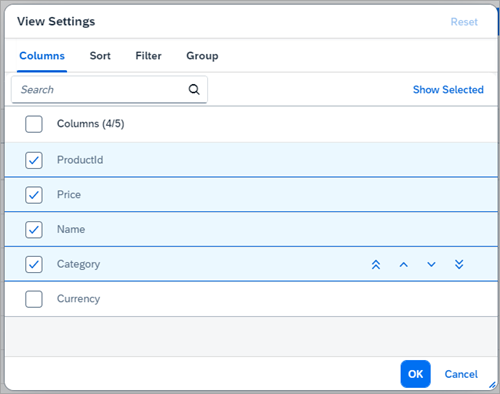 View Settings Reset
Columns Sort Filter Group
Search Show Selected
Columns (4/5)
ProductId
Price
Name
Category
Currency
OK Cancel